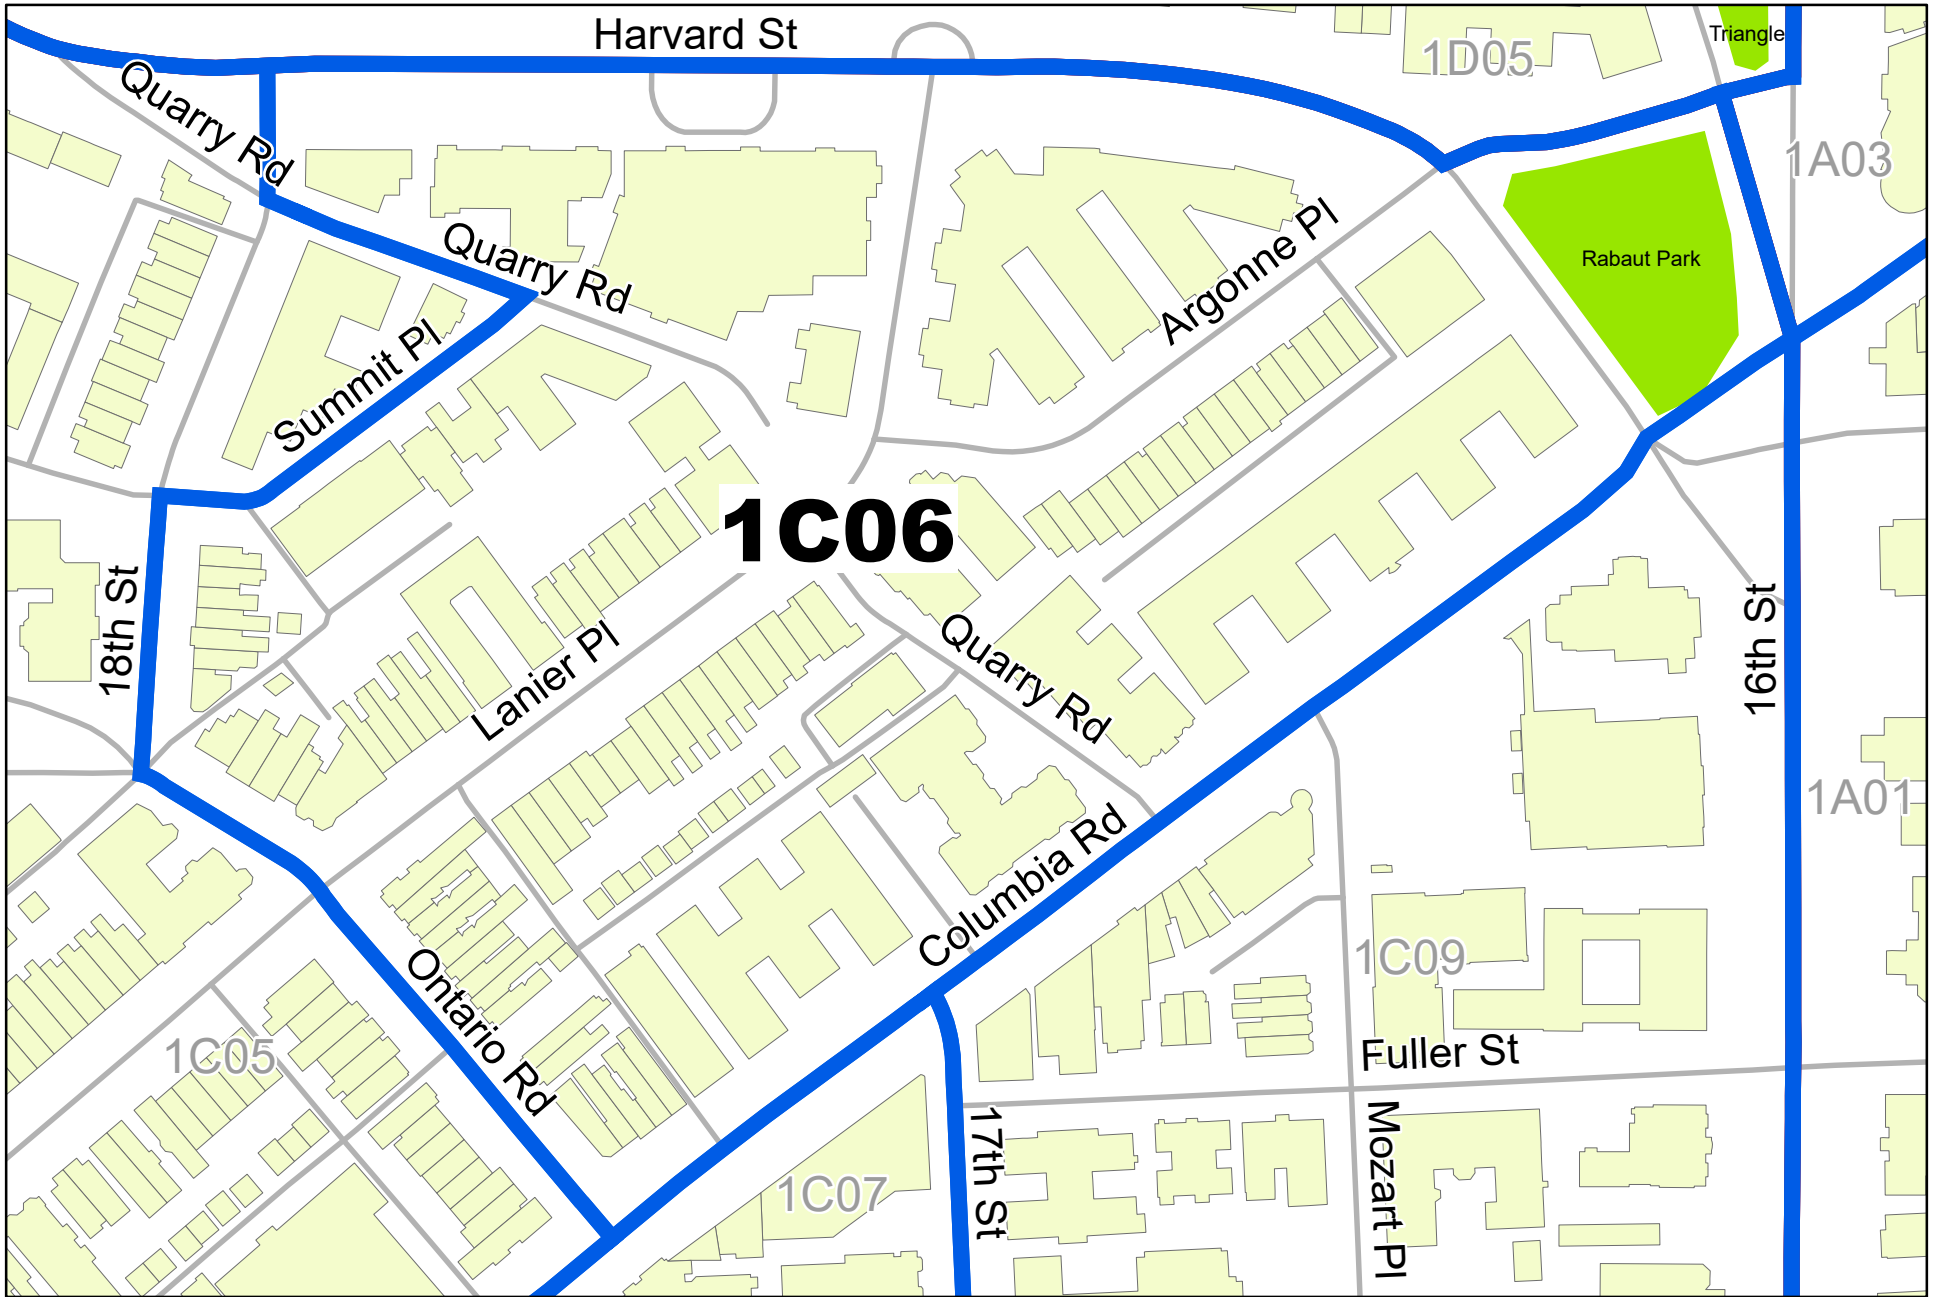 Harvard St
Triangle
1D05
Quarry Rd
1A03
Quarry Rd
Argonne Pl
Rabaut Park
Summit Pl
1C06
18th St
Lanier Pl
Quarry Rd
16th St
1A01
Columbia Rd
Ontario Rd
1C09
1C05
Fuller St
17th St
Mozart Pl
1C07